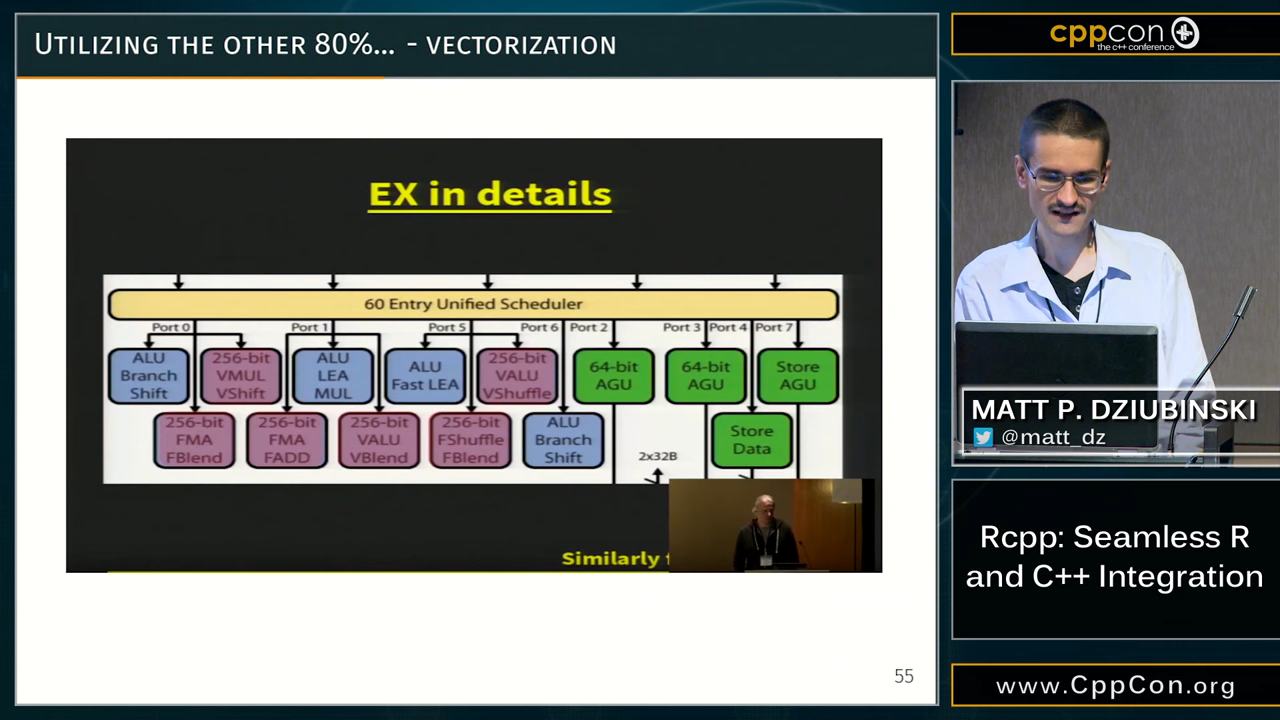 UTILIZING THE OTHER 80%... - VECTORIZATION
EX in details
60 Entry Unified Scheduler
Port 0 Port 1 Port 5 Port 6 Port 2 Port 3 Port 4 Port 7
ALU
Branch
Shift
256-bit
VMUL
VShift
ALU
LEA
MUL
ALU
Fast LEA
256-bit
VALU
VShuffle
64-bit
AGU
64-bit
AGU
Store
AGU
256-bit
FMA
FBlend
256-bit
FMA
FADD
256-bit
VALU
VBlend
256-bit
FShuffle
FBlend
ALU
Branch
Shift
Store
Data
2x32B
Similarly f
55
cppcon
the c++ conference
MATT P. DZIUBINSKI
@matt_dz
Rcpp: Seamless R
and C++ Integration
www.CppCon.org